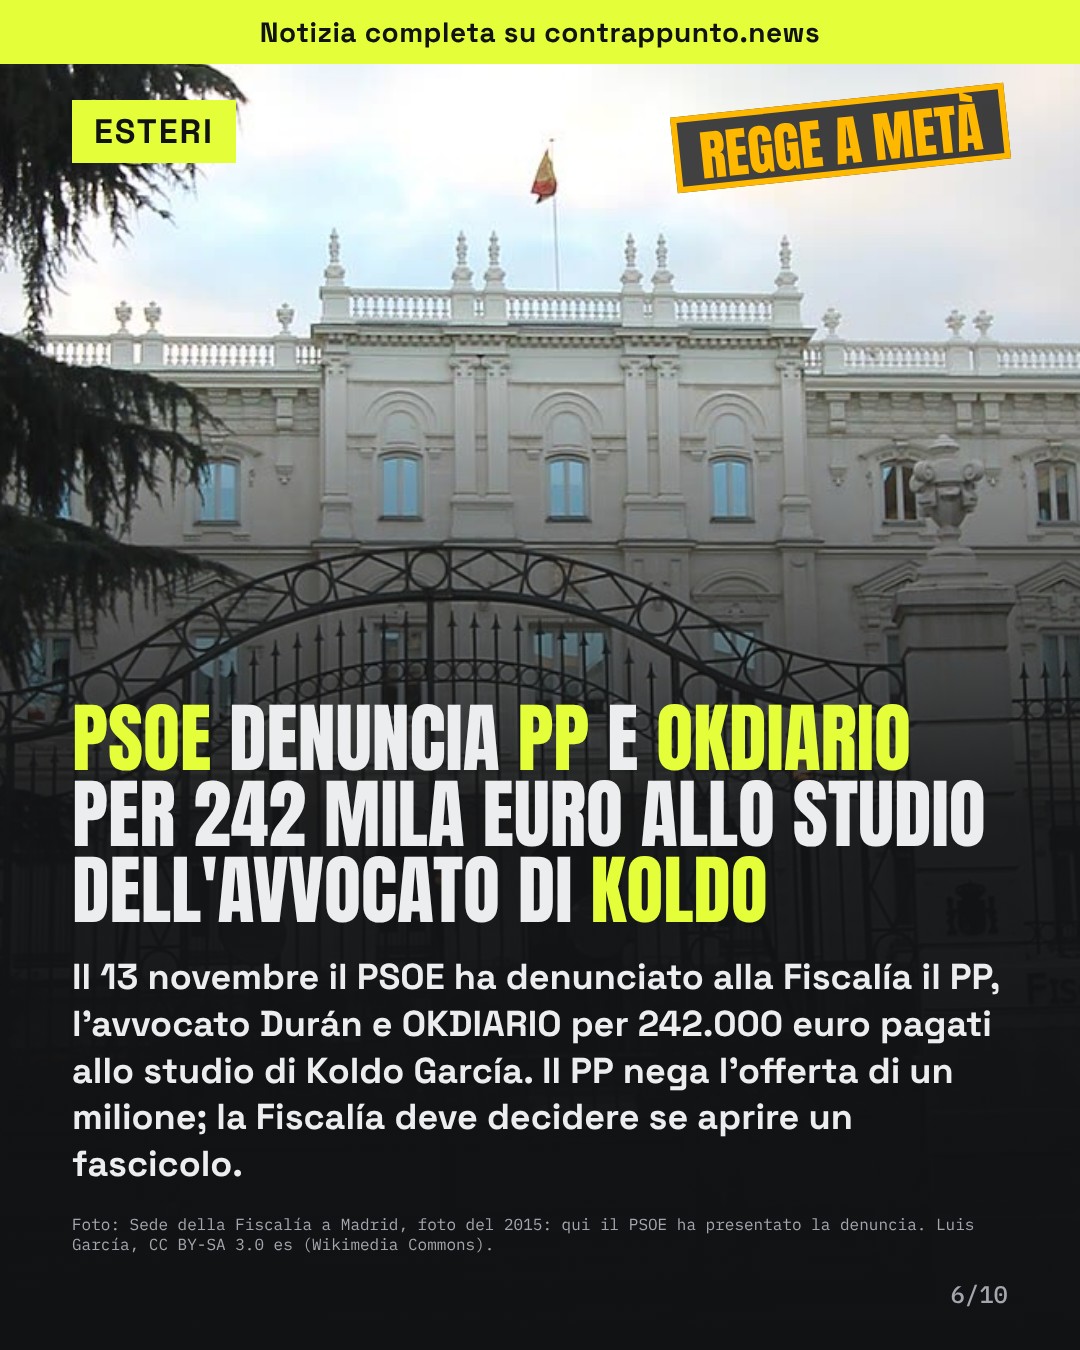 Notizia completa su contrappunto.news
ESTERI
REGGE A METÀ
PSOE DENUNCIA PP E OKDIARIO
PER 242 MILA EURO ALLO STUDIO
DELL'AVVOCATO DI KOLDO
Il 13 novembre il PSOE ha denunciato alla Fiscalía il PP,
l’avvocato Durán e OKDIARIO per 242.000 euro pagati
allo studio di Koldo García. Il PP nega l’offerta di un
milione; la Fiscalía deve decidere se aprire un
fascicolo.
Foto: Sede della Fiscalía a Madrid, foto del 2015: qui il PSOE ha presentato la denuncia. Luis
García, CC BY-SA 3.0 es (Wikimedia Commons).
6/10